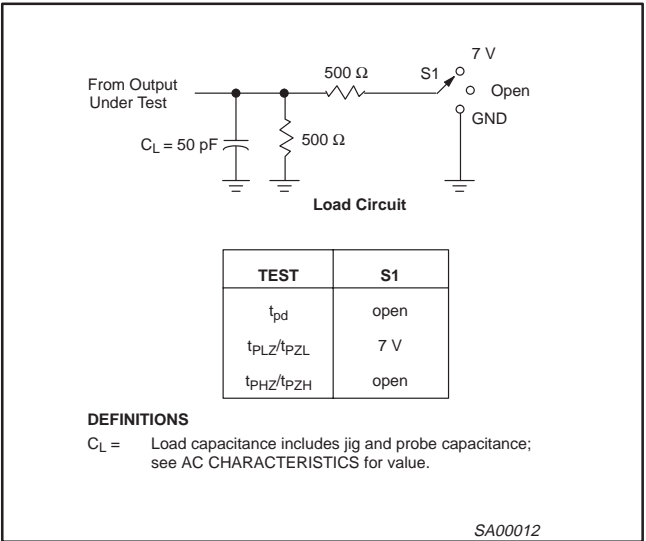 7 V
500 Ω
S1
From Output
Under Test
Open
GND
C_L = 50 pF
500 Ω
Load Circuit
TEST S1
t_pd open
t_PLZ/t_PZL 7 V
t_PHZ/t_PZH open
DEFINITIONS
C_L = Load capacitance includes jig and probe capacitance;
see AC CHARACTERISTICS for value.
SA00012